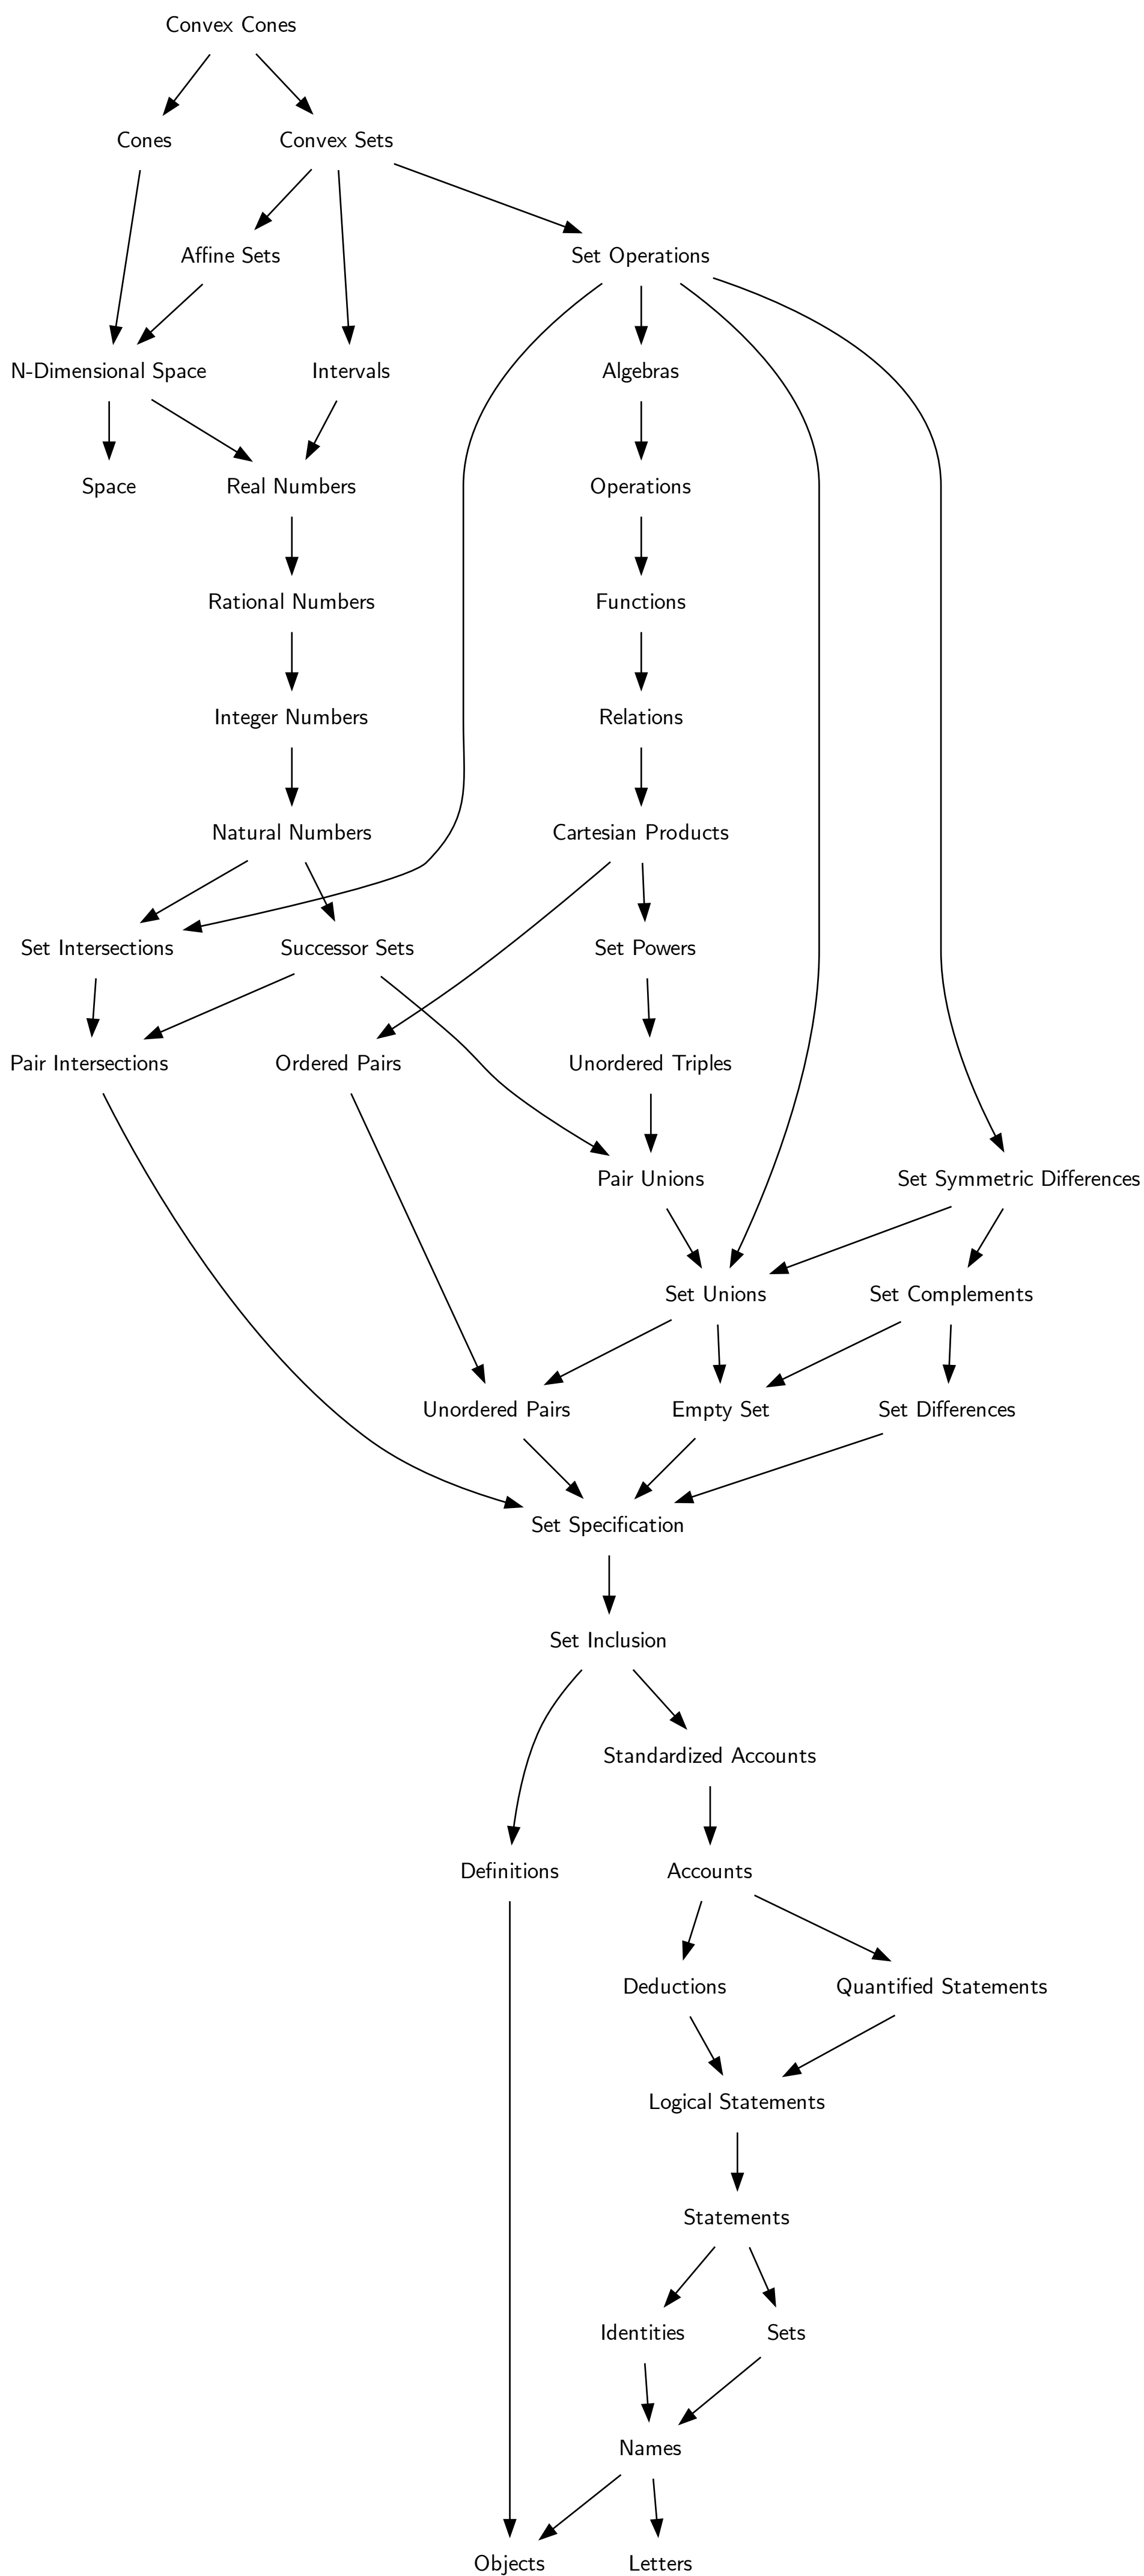 Convex Cones
Cones
Convex Sets
Affine Sets
Set Operations
N-Dimensional Space
Intervals
Algebras
Space
Real Numbers
Operations
Rational Numbers
Functions
Integer Numbers
Relations
Natural Numbers
Cartesian Products
Set Intersections
Successor Sets
Set Powers
Pair Intersections
Ordered Pairs
Unordered Triples
Pair Unions
Set Symmetric Differences
Set Unions
Set Complements
Unordered Pairs
Empty Set
Set Differences
Set Specification
Set Inclusion
Standardized Accounts
Definitions
Accounts
Deductions
Quantified Statements
Logical Statements
Statements
Identities
Sets
Names
Objects
Letters